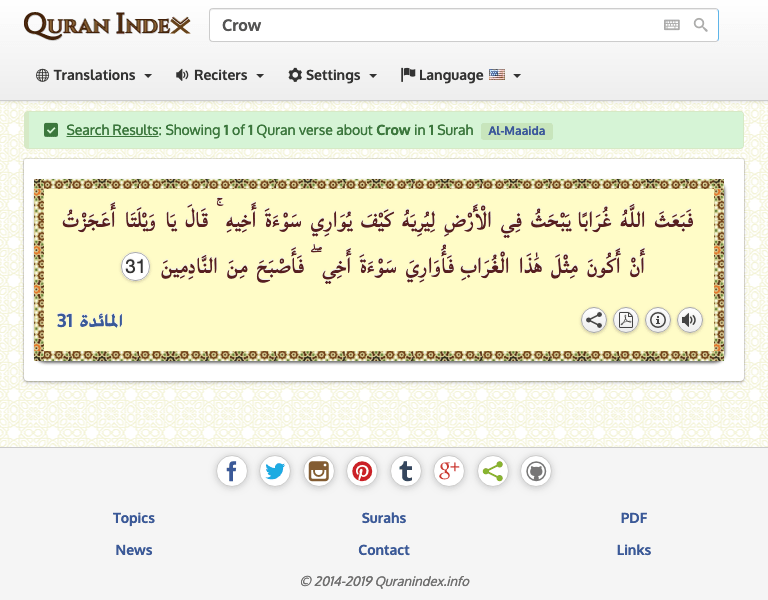 QURAN INDEX
Crow
Translations
Reciters
Settings
Language
Search Results: Showing 1 of 1 Quran verse about Crow in 1 Surah Al-Maaida
فَبَعَثَ اللَّهُ غُرَابًا يَبْحَثُ فِي الْأَرْضِ لِيُرِيَهُ كَيْفَ يُوَارِي سَوْءَةَ أَخِيهِ ۚ قَالَ يَا وَيْلَتَا أَعَجَزْتُ
أَنْ أَكُونَ مِثْلَ هَٰذَا الْغُرَابِ فَأُوَارِيَ سَوْءَةَ أَخِي ۖ فَأَصْبَحَ مِنَ النَّادِمِينَ 31
المائدة 31
Topics
Surahs
PDF
News
Contact
Links
© 2014-2019 Quranindex.info